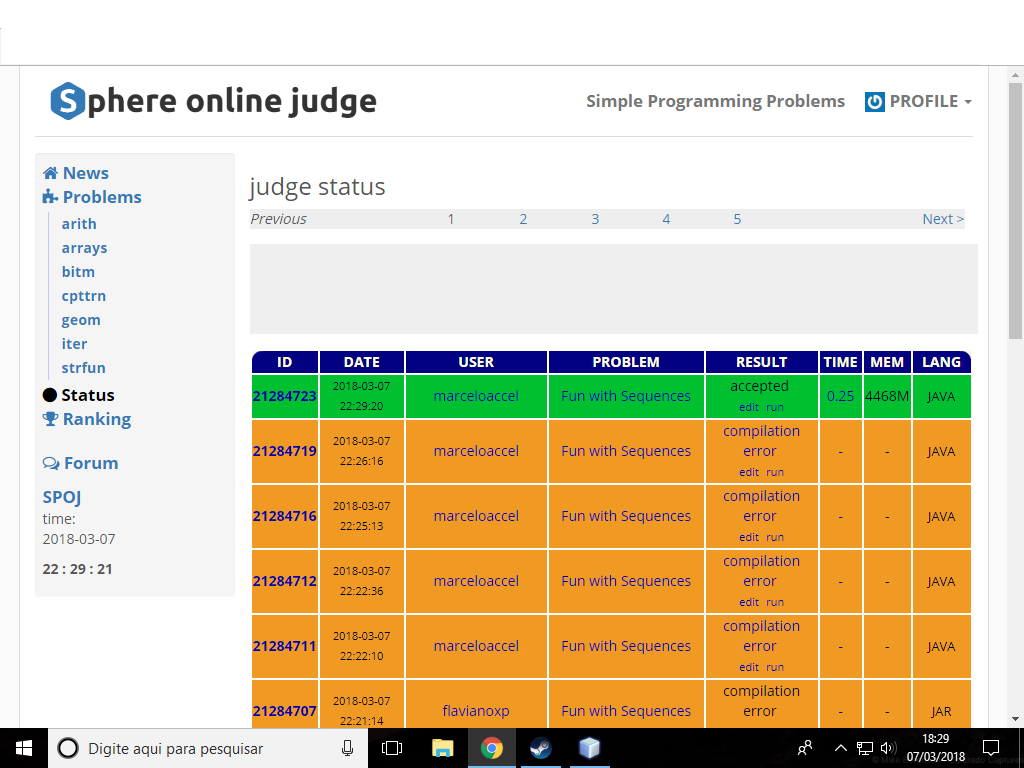 Sphere online judge
Simple Programming Problems
PROFILE
News
Problems
arith
arrays
bitm
cpttrn
geom
iter
strfun
Status
Ranking
Forum
SPOJ
time:
2018-03-07
22 : 29 : 21
judge status
Previous 1 2 3 4 5 Next >
ID DATE USER PROBLEM RESULT TIME MEM LANG
21284723 2018-03-07 22:29:20 marceloaccel Fun with Sequences accepted edit run 0.25 4468M JAVA
21284719 2018-03-07 22:26:16 marceloaccel Fun with Sequences compilation error edit run - - JAVA
21284716 2018-03-07 22:25:13 marceloaccel Fun with Sequences compilation error edit run - - JAVA
21284712 2018-03-07 22:22:36 marceloaccel Fun with Sequences compilation error edit run - - JAVA
21284711 2018-03-07 22:22:10 marceloaccel Fun with Sequences compilation error edit run - - JAVA
21284707 2018-03-07 22:21:14 flavianoxp Fun with Sequences compilation error - - JAR
Digite aqui para pesquisar
18:29
07/03/2018